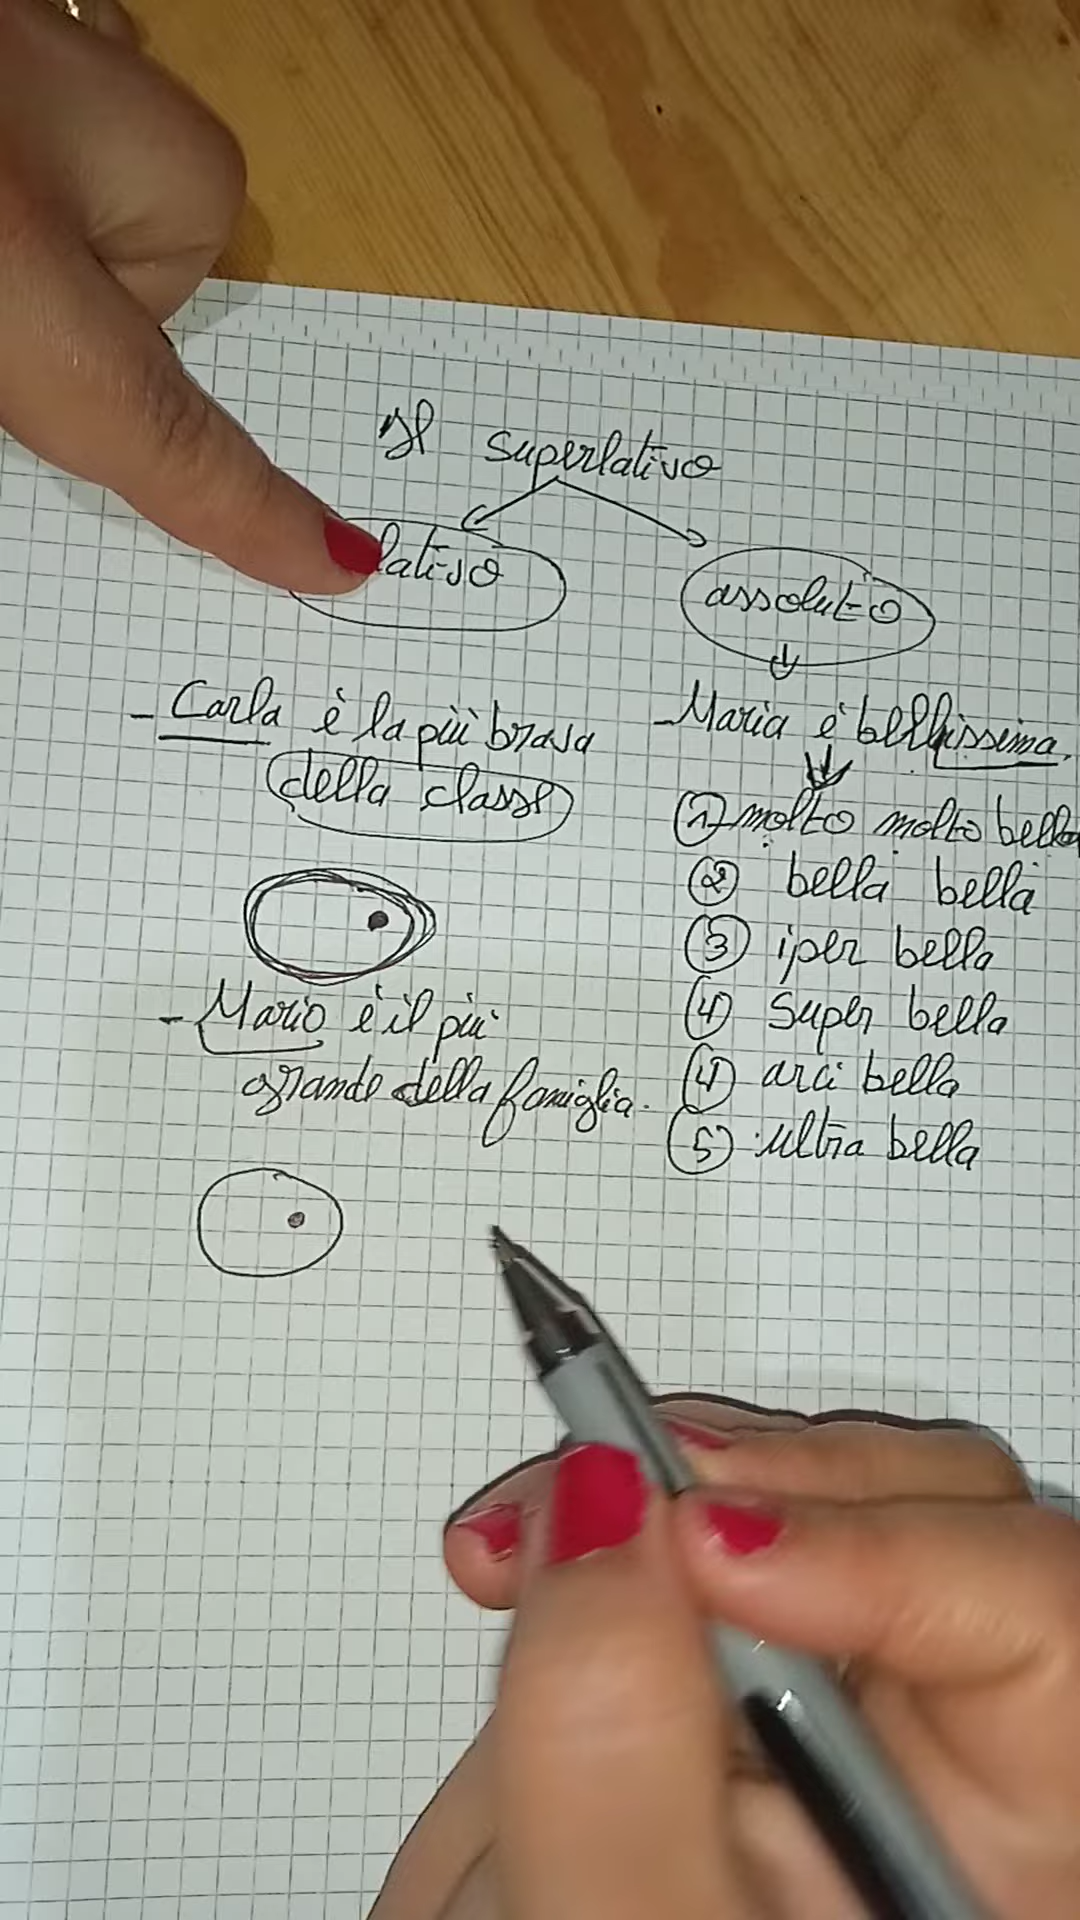 Il superlativo
lativo
assoluto
- Carla è la più brava
della classe
- Mario è il più
grande della famiglia.
- Maria è bellissima.
① molto molto bella
② bella bella
③ iper bella
④ super bella
④ arci bella
⑤ ultra bella